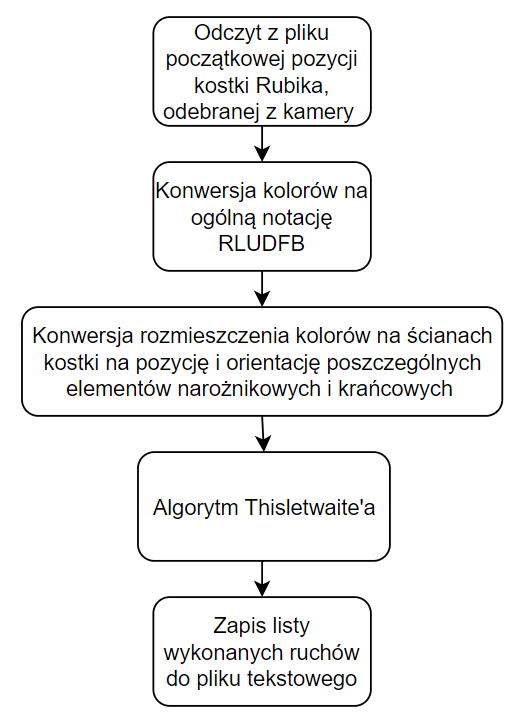 Odczyt z pliku
początkowej pozycji
kostki Rubika,
odebranej z kamery
Konwersja kolorów na
ogólną notację
RLUDFB
Konwersja rozmieszczenia kolorów na ścianach
kostki na pozycję i orientację poszczególnych
elementów narożnikowych i krańcowych
Algorytm Thisletwaite'a
Zapis listy
wykonanych ruchów
do pliku tekstowego